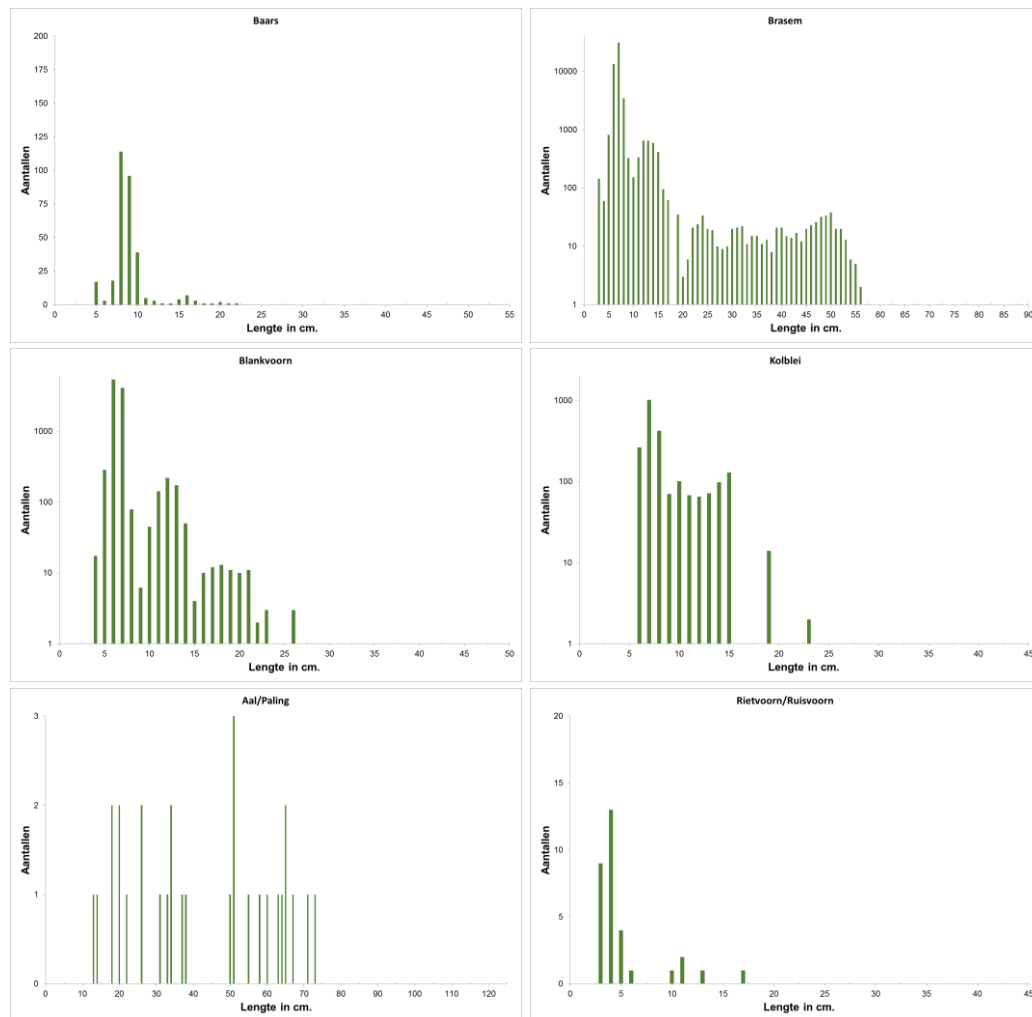 Baars
200
175
150
125
100
75
50
25
0
Aantallen
0 5 10 15 20 25 30 35 40 45 50 55
Lengte in cm.
Brasem
10000
1000
100
10
1
Aantallen
0 5 10 15 20 25 30 35 40 45 50 55 60 65 70 75 80 85 90
Lengte in cm.
Blankvoorn
1000
100
10
1
Aantallen
0 5 10 15 20 25 30 35 40 45 50
Lengte in cm.
Kolblei
1000
100
10
1
Aantallen
0 5 10 15 20 25 30 35 40 45
Lengte in cm.
Aal/Paling
3
2
1
0
Aantallen
0 10 20 30 40 50 60 70 80 90 100 110 120
Lengte in cm.
Rietvoorn/Ruisvoorn
20
15
10
5
0
Aantallen
0 5 10 15 20 25 30 35 40 45
Lengte in cm.